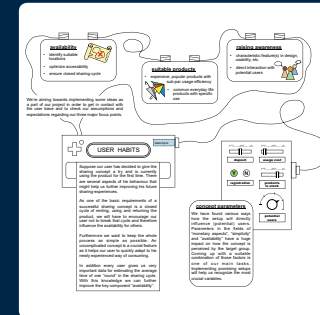 availability
• identify suitable
locations
• optimize accessibility
• ensure closed sharing-cycle
suitable products
• expensive, popular products with
sub-par usage efficiency
• common everyday life
products with specific
use
raising awareness
• characteristic feature(s) in design,
usability, etc.
• direct interaction with
potential users
We're aiming towards implementing some ideas as
a part of our project in order to get in contact with
the user base and to check our assumptions and
expectations regarding our three major focus points.
USER HABITS
Suppose our user has decided to give the
sharing concept a try and is currently
using the product for the first time. There
are several aspects of his behaviour that
might help us further improving his future
sharing experiences.
As one of the basic requirements of a
successful sharing concept is a closed
cycle of renting, using and returning the
product, we will have to encourage our
user not to break that cycle and therefore
influence the availability for others.
Furthermore we want to keep the whole
process as simple as possible. An
uncomplicated concept is a crucial feature
as it helps our user to quickly adapt to his
newly experienced way of consuming.
In addition every user gives us very
important data for estimating the average
time of one "round" in the sharing cycle.
With this knowledge we can further
improve the key component "availability".
deposit
usage cost
registration
products
in stock
potential
users
concept parameters
We have found various ways
how the setup will directly
influence (potential) users.
Parameters in the fields of
"monetary aspects", "simplicity"
and "availability" have a huge
impact on how the concept is
perceived by the target group.
Coming up with a suitable
combination of those factors is
one of our main tasks.
Implementing promising setups
will help us recognize the most
crucial variables.